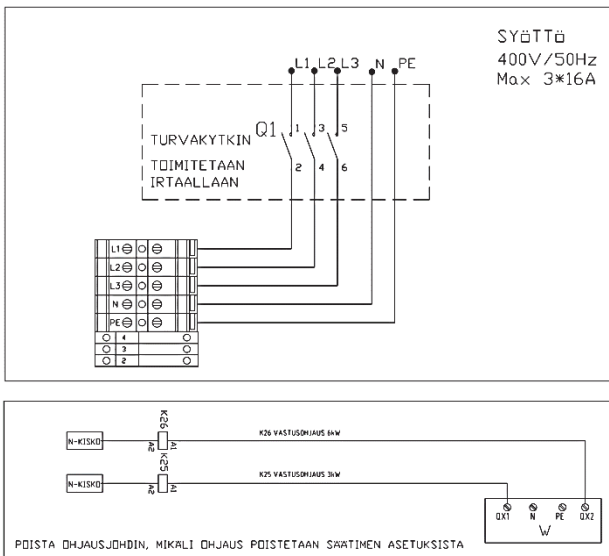 SYÖTTÖ
400V/50Hz
Max 3*16A
L1 L2 L3 N PE
Q1 1 3 5
TURVAKYTKIN
TOIMITETAAN
IRTAALLAAN
2 4 6
L1
L2
L3
N
PE
4
3
2
N-KISKO A2 K26 A1 K26 VASTUSOHJAUS 6kW
N-KISKO A2 K25 A1 K25 VASTUSOHJAUS 3kW
QX1 N PE QX2
W
POISTA OHJAUSJOHDIN, MIKÄLI OHJAUS POISTETAAN SÄÄTIMEN ASETUKSISTA